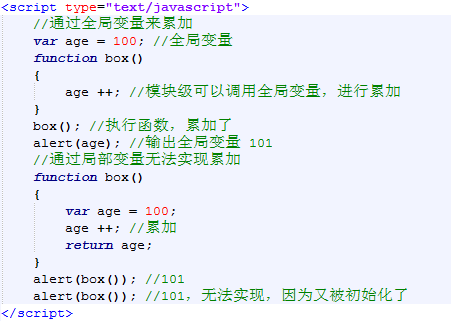 <script type="text/javascript">
//通过全局变量来累加
var age = 100; //全局变量
function box()
{
age ++; //模块级可以调用全局变量，进行累加
}
box(); //执行函数，累加了
alert(age); //输出全局变量 101
//通过局部变量无法实现累加
function box()
{
var age = 100;
age ++; //累加
return age;
}
alert(box()); //101
alert(box()); //101，无法实现，因为又被初始化了
</script>